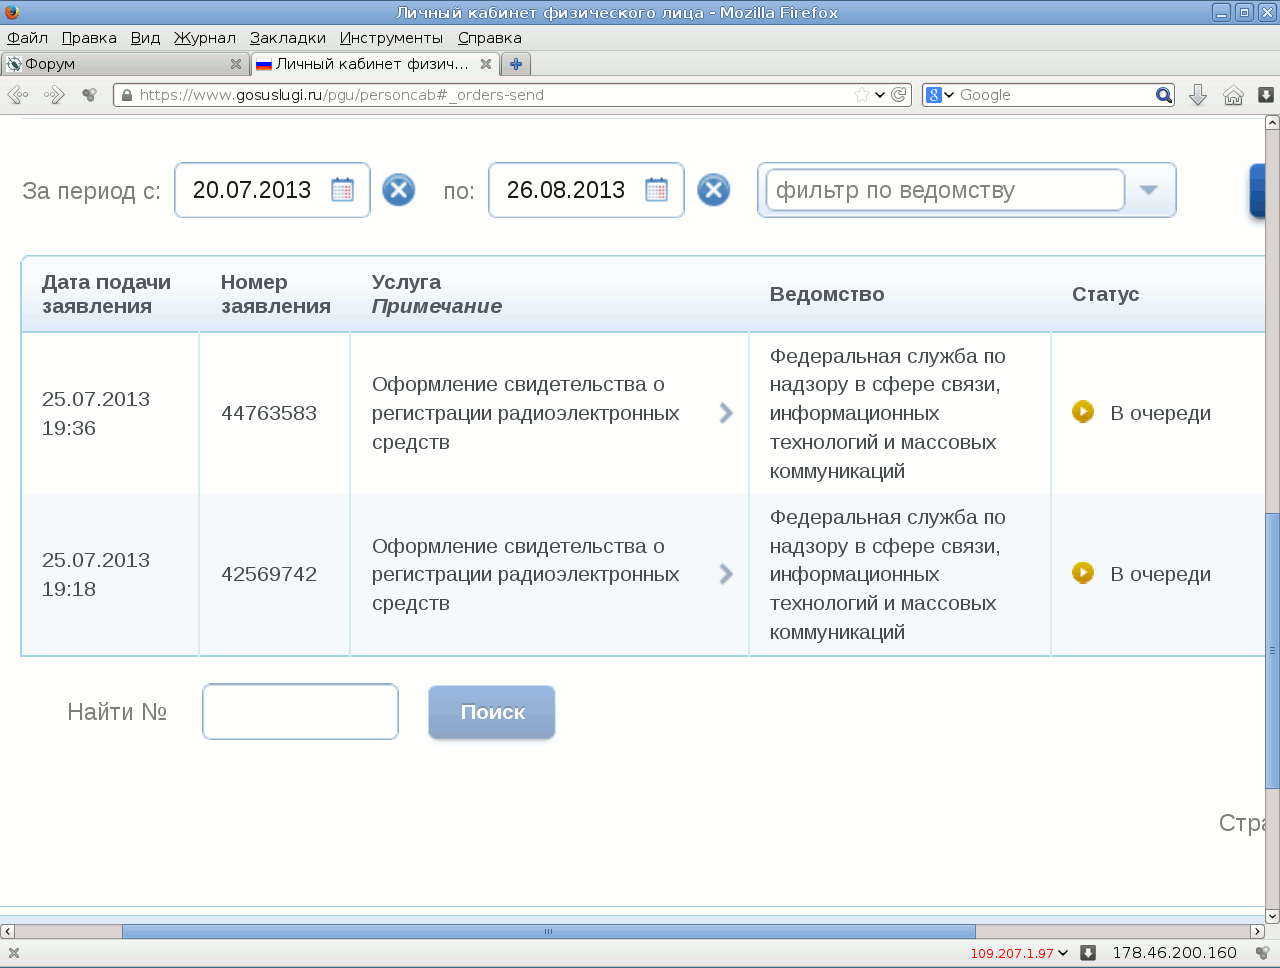 Личный кабинет физического лица - Mozilla Firefox
Файл Правка Вид Журнал Закладки Инструменты Справка
Форум Личный кабинет физич...
https://www.gosuslugi.ru/pgu/personcab#_orders-send 8 Google
За период с: 20.07.2013 по: 26.08.2013 фильтр по ведомству
Дата подачи заявления
Номер заявления
Услуга
Примечание
Ведомство
Статус
25.07.2013
19:36
44763583
Оформление свидетельства о
регистрации радиоэлектронных
средств
Федеральная служба по
надзору в сфере связи,
информационных
технологий и массовых
коммуникаций
В очереди
25.07.2013
19:18
42569742
Оформление свидетельства о
регистрации радиоэлектронных
средств
Федеральная служба по
надзору в сфере связи,
информационных
технологий и массовых
коммуникаций
В очереди
Найти № Поиск
Стра
109.207.1.97 178.46.200.160